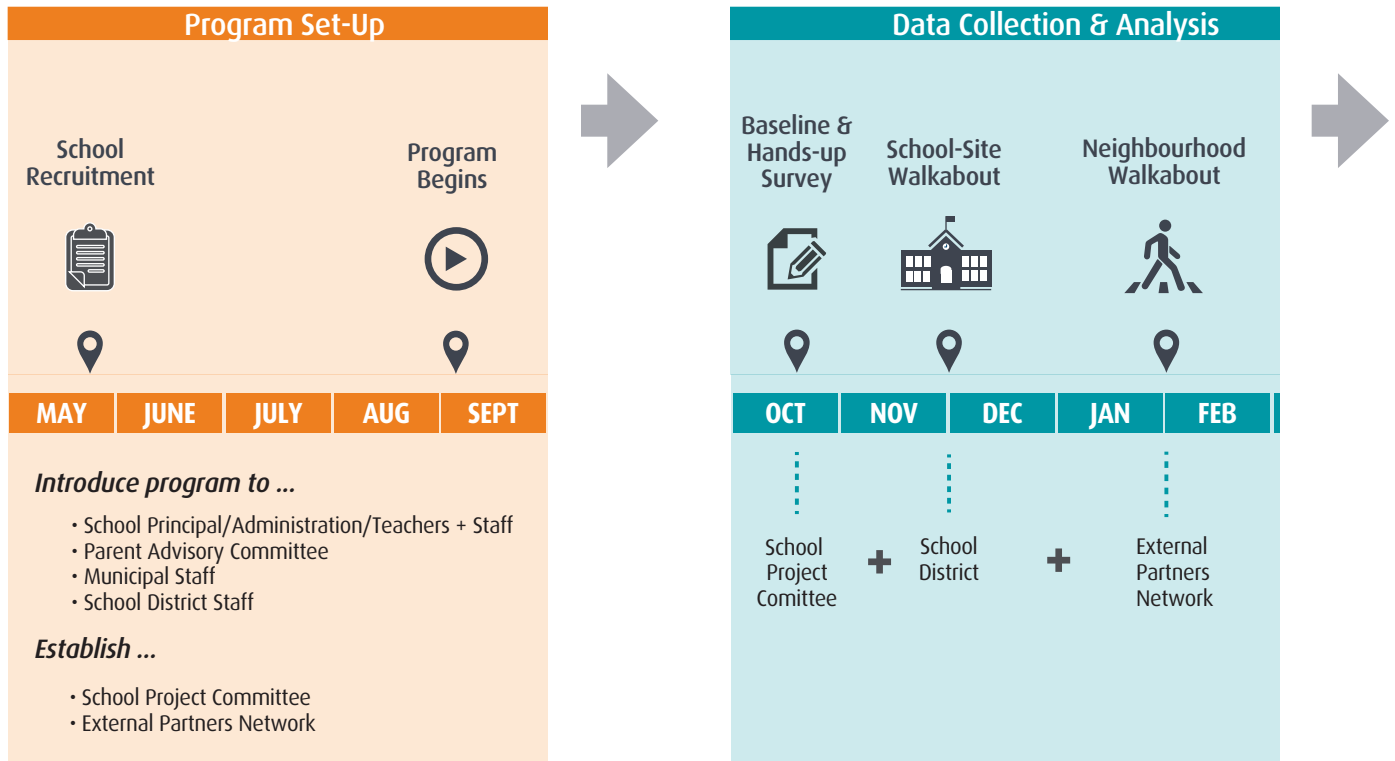 Program Set-Up
School
Recruitment
Program
Begins
MAY JUNE JULY AUG SEPT
Introduce program to ...
• School Principal/Administration/Teachers + Staff
• Parent Advisory Committee
• Municipal Staff
• School District Staff
Establish ...
• School Project Committee
• External Partners Network
Data Collection & Analysis
Baseline &
Hands-up
Survey
School-Site
Walkabout
Neighbourhood
Walkabout
OCT NOV DEC JAN FEB
School
Project
Comittee
+
School
District
+
External
Partners
Network